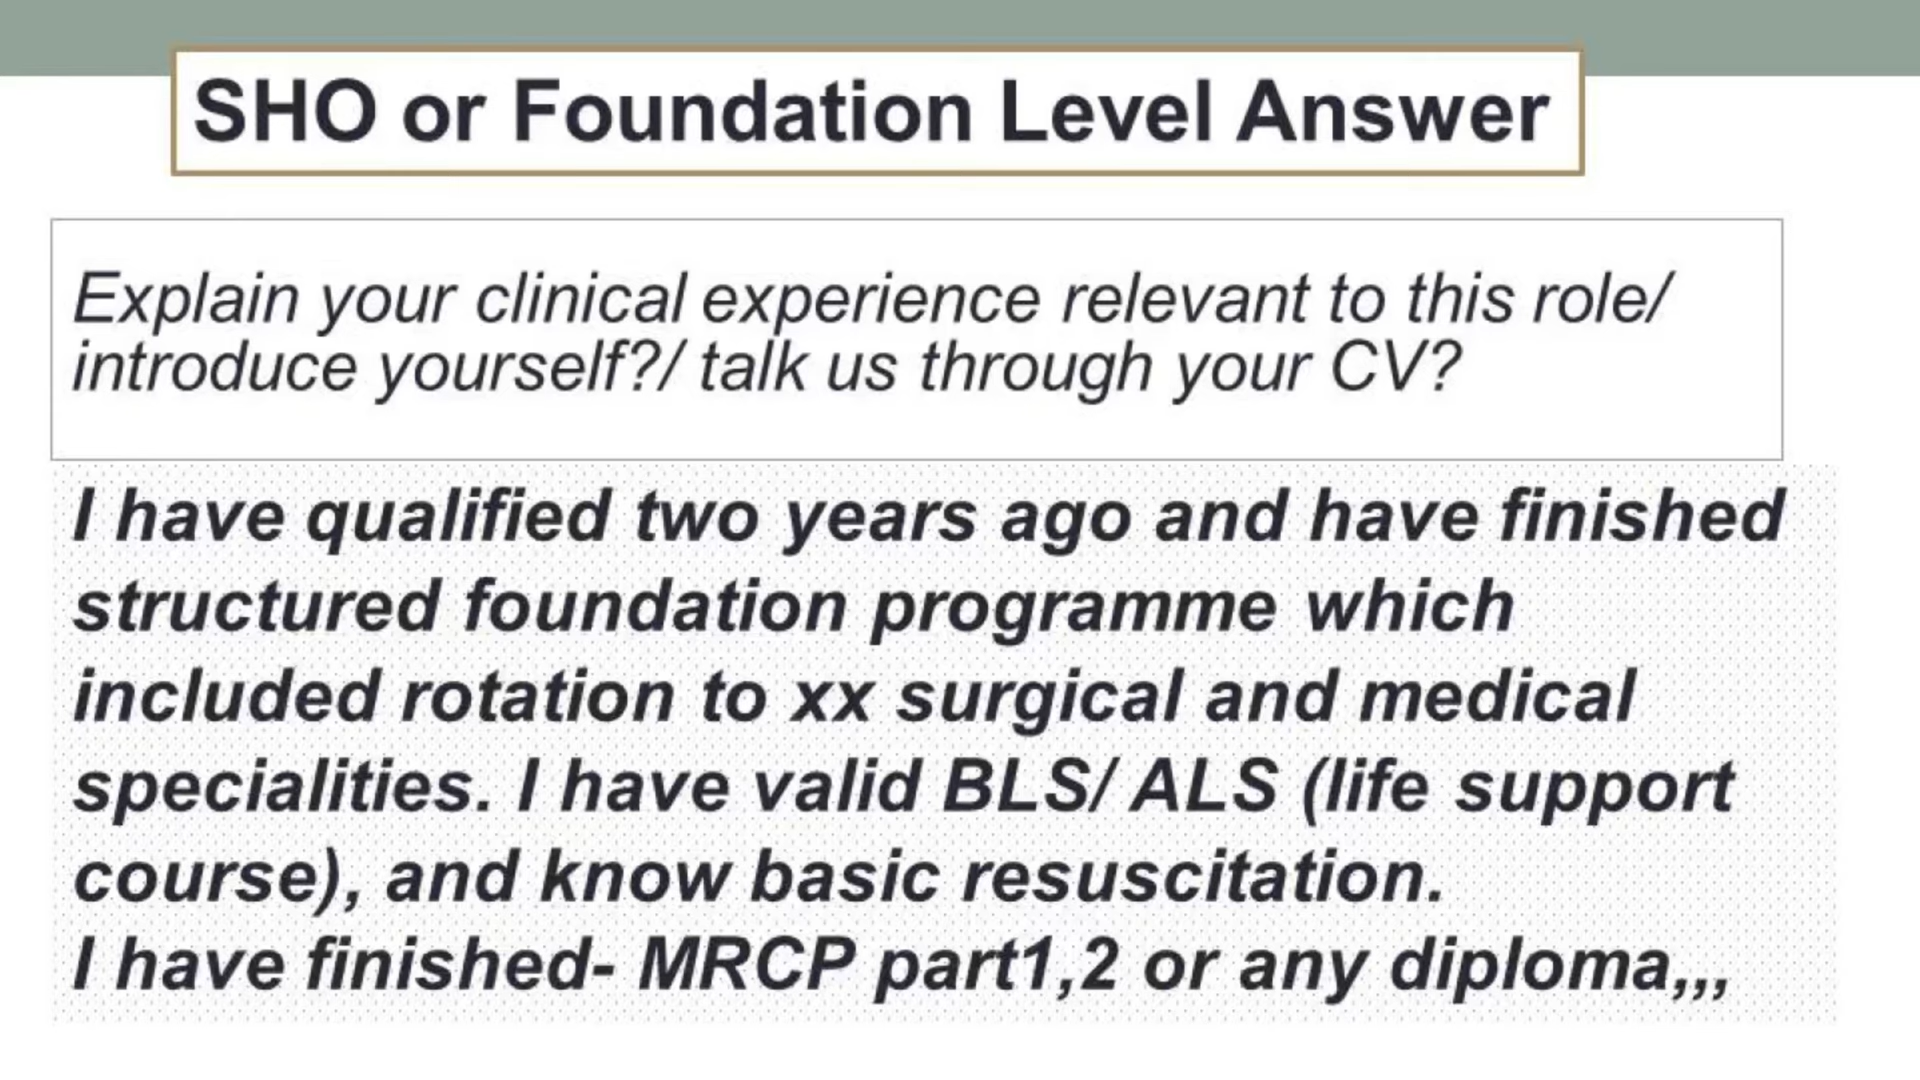 SHO or Foundation Level Answer
Explain your clinical experience relevant to this role/
introduce yourself?/ talk us through your CV?
I have qualified two years ago and have finished
structured foundation programme which
included rotation to xx surgical and medical
specialities. I have valid BLS/ ALS (life support
course), and know basic resuscitation.
I have finished- MRCP part1,2 or any diploma,,,